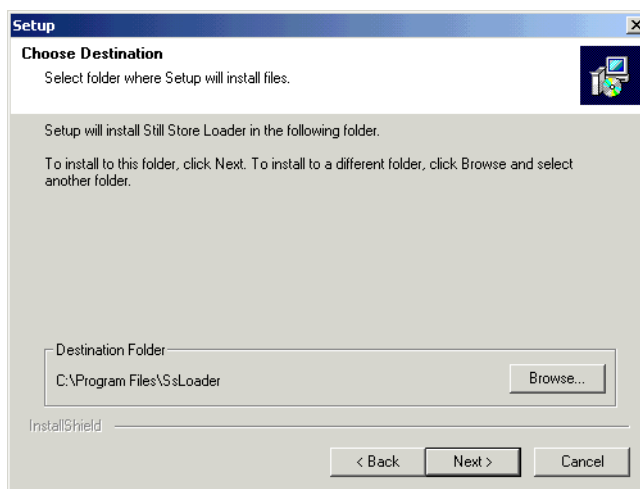 Setup
Choose Destination
Select folder where Setup will install files.
Setup will install Still Store Loader in the following folder.
To install to this folder, click Next. To install to a different folder, click Browse and select
another folder.
Destination Folder
C:\Program Files\SsLoader
Browse...
InstallShield
< Back
Next >
Cancel